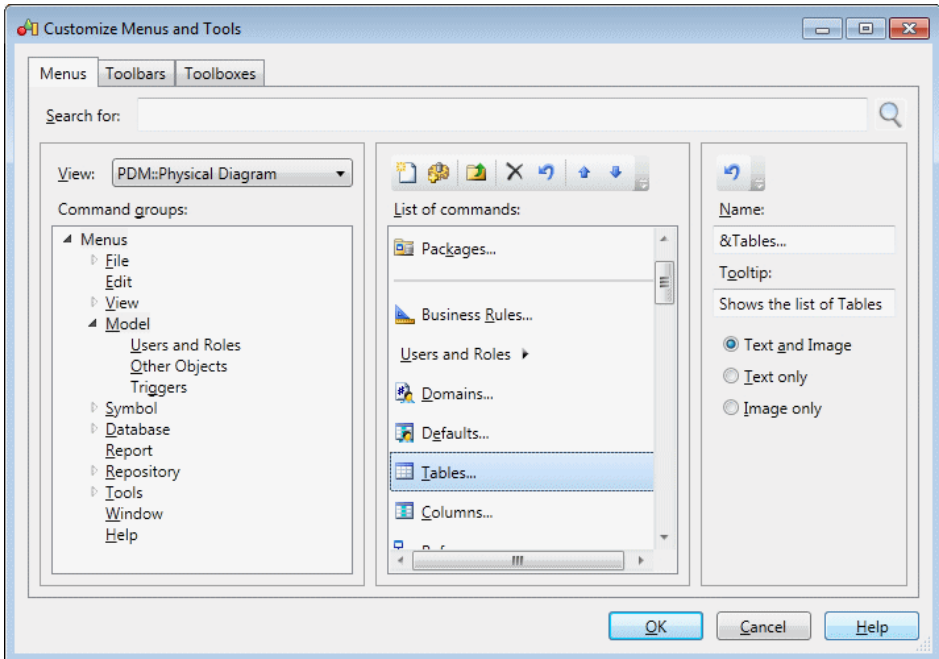 Customize Menus and Tools
Menus Toolbars Toolboxes
Search for:
View: PDM::Physical Diagram
Command groups:
Menus
File
Edit
View
Model
Users and Roles
Other Objects
Triggers
Symbol
Database
Report
Repository
Tools
Window
Help
List of commands:
Packages...
Business Rules...
Users and Roles
Domains...
Defaults...
Tables...
Columns...
Name:
&Tables...
Tooltip:
Shows the list of Tables
Text and Image
Text only
Image only
OK Cancel Help